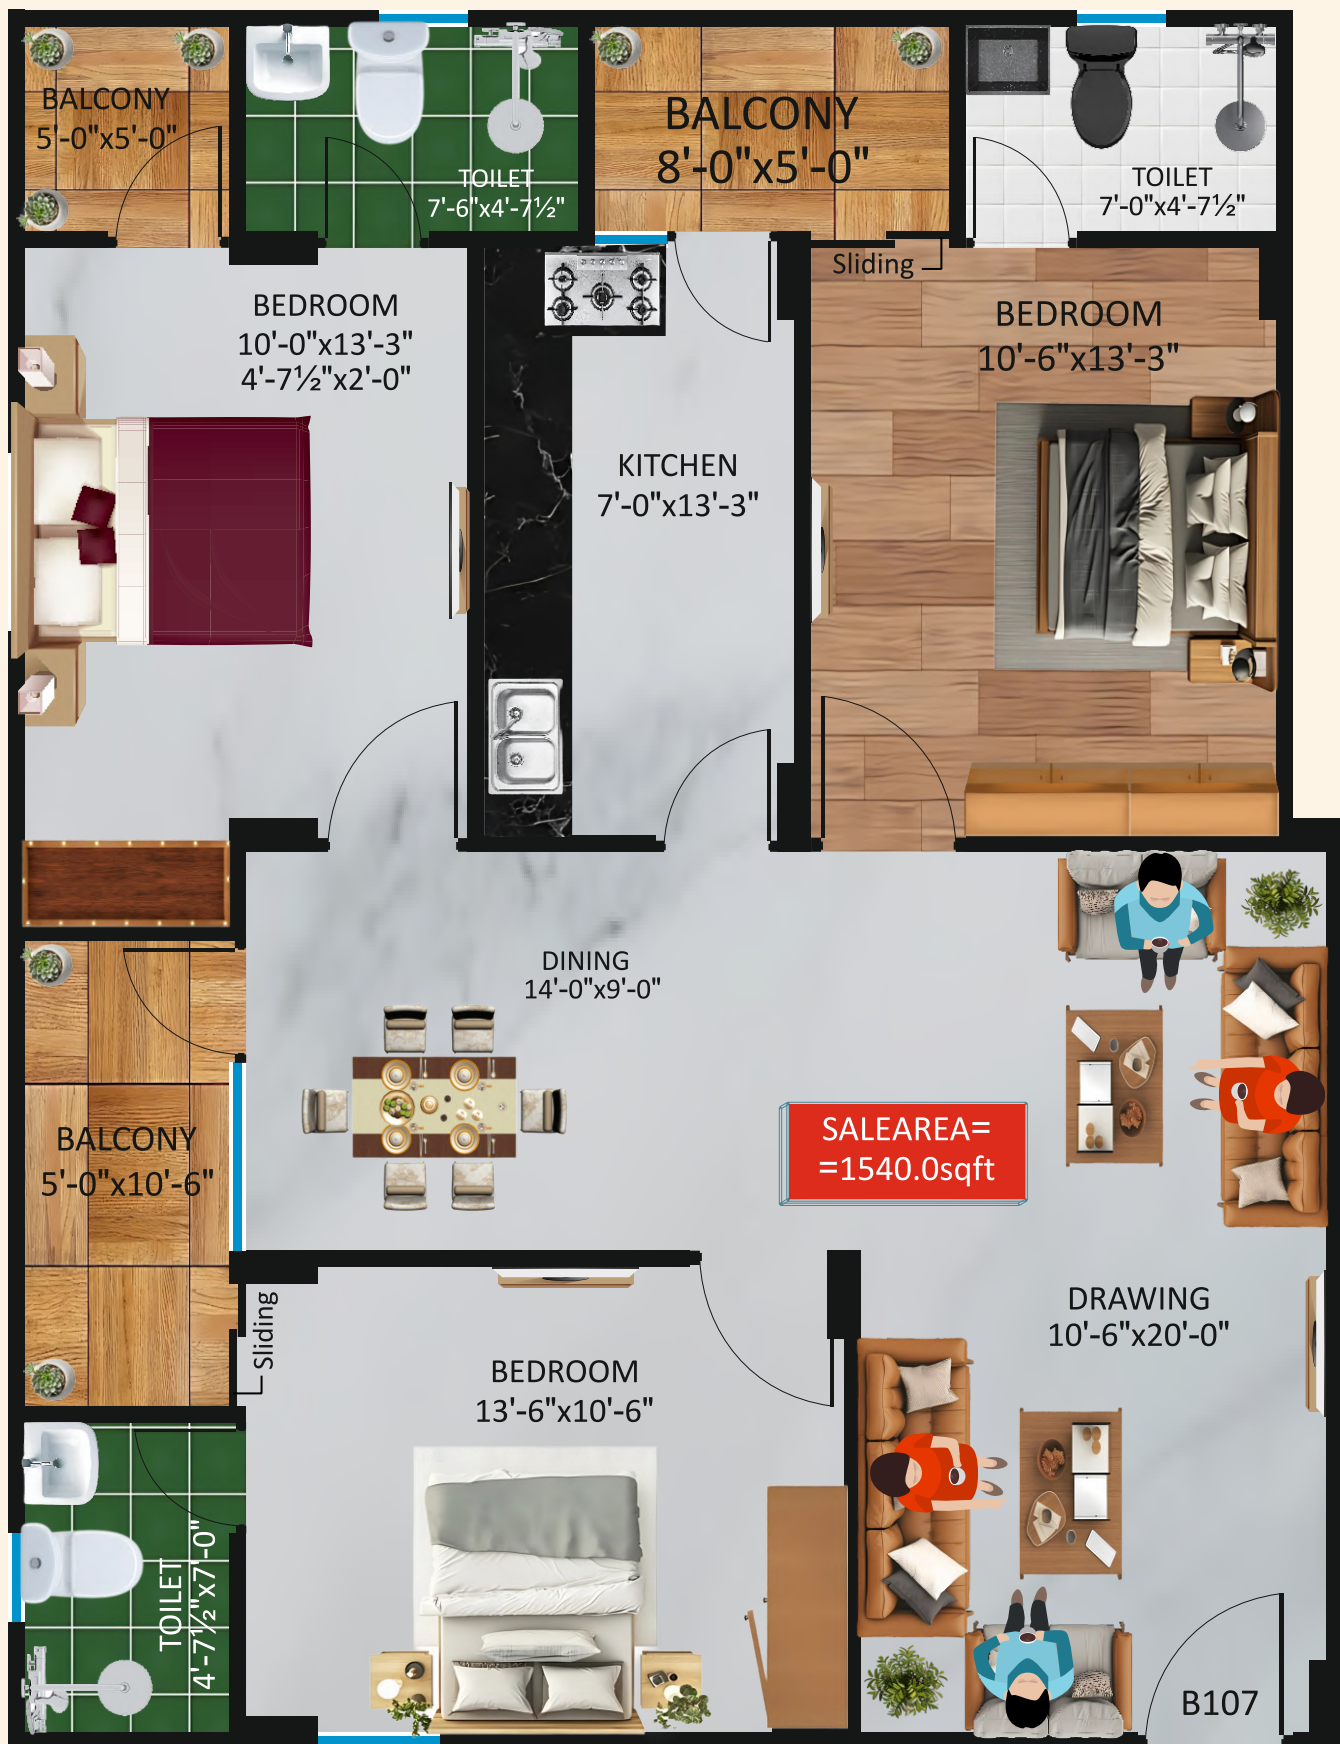 BALCONY
5'-0"x5'-0"
TOILET
7'-6"x4'-7½"
BALCONY
8'-0"x5'-0"
TOILET
7'-0"x4'-7½"
Sliding
BEDROOM
10'-0"x13'-3"
4'-7½"x2'-0"
BEDROOM
10'-6"x13'-3"
KITCHEN
7'-0"x13'-3"
DINING
14'-0"x9'-0"
SALEAREA=
=1540.0sqft
BALCONY
5'-0"x10'-6"
Sliding
DRAWING
10'-6"x20'-0"
BEDROOM
13'-6"x10'-6"
TOILET
4'-7½"x7'-0"
B107